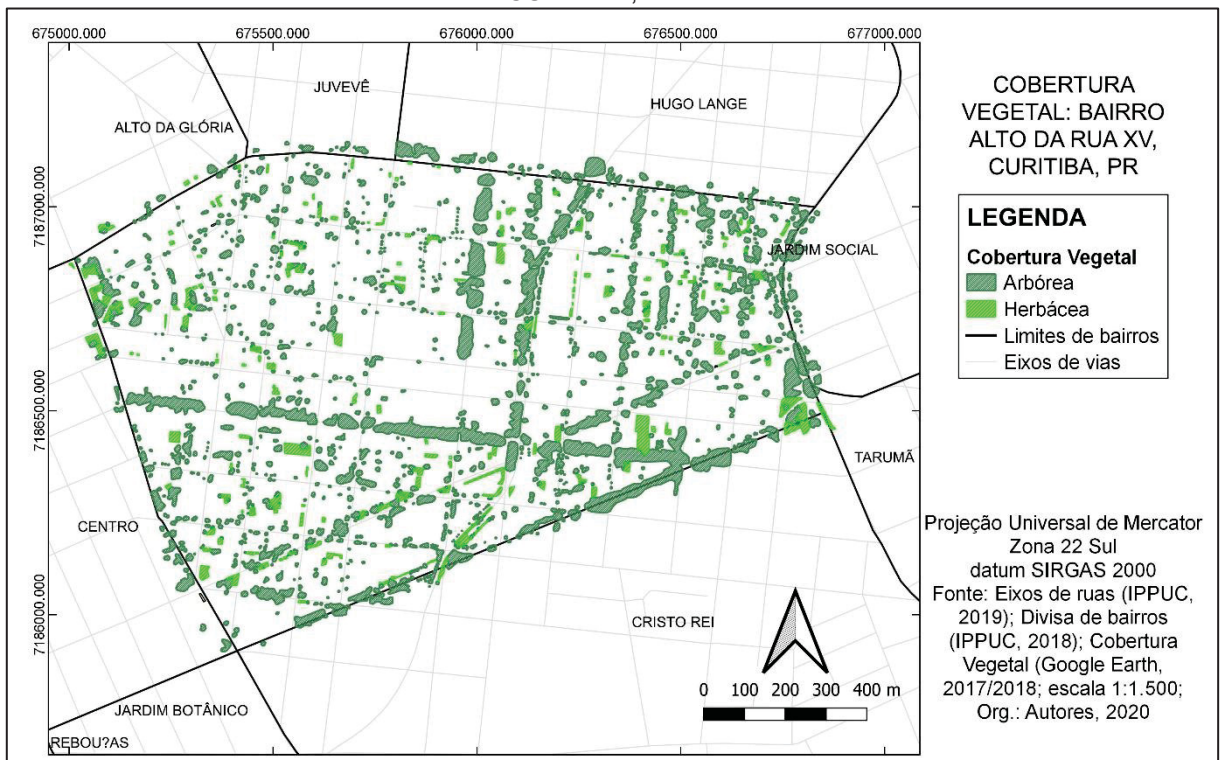 675000.000
675500.000
676000.000
676500.000
677000.000
7187000.000
7186500.000
7186000.000
JUVEVÊ
HUGO LANGE
ALTO DA GLÓRIA
JARDIM SOCIAL
TARUMÃ
CENTRO
CRISTO REI
JARDIM BOTÂNICO
REBOU?AS
0 100 200 300 400 m
COBERTURA
VEGETAL: BAIRRO
ALTO DA RUA XV,
CURITIBA, PR
LEGENDA
Cobertura Vegetal
Arbórea
Herbácea
Limites de bairros
Eixos de vias
Projeção Universal de Mercator
Zona 22 Sul
datum SIRGAS 2000
Fonte: Eixos de ruas (IPPUC,
2019); Divisa de bairros
(IPPUC, 2018); Cobertura
Vegetal (Google Earth,
2017/2018; escala 1:1.500;
Org.: Autores, 2020